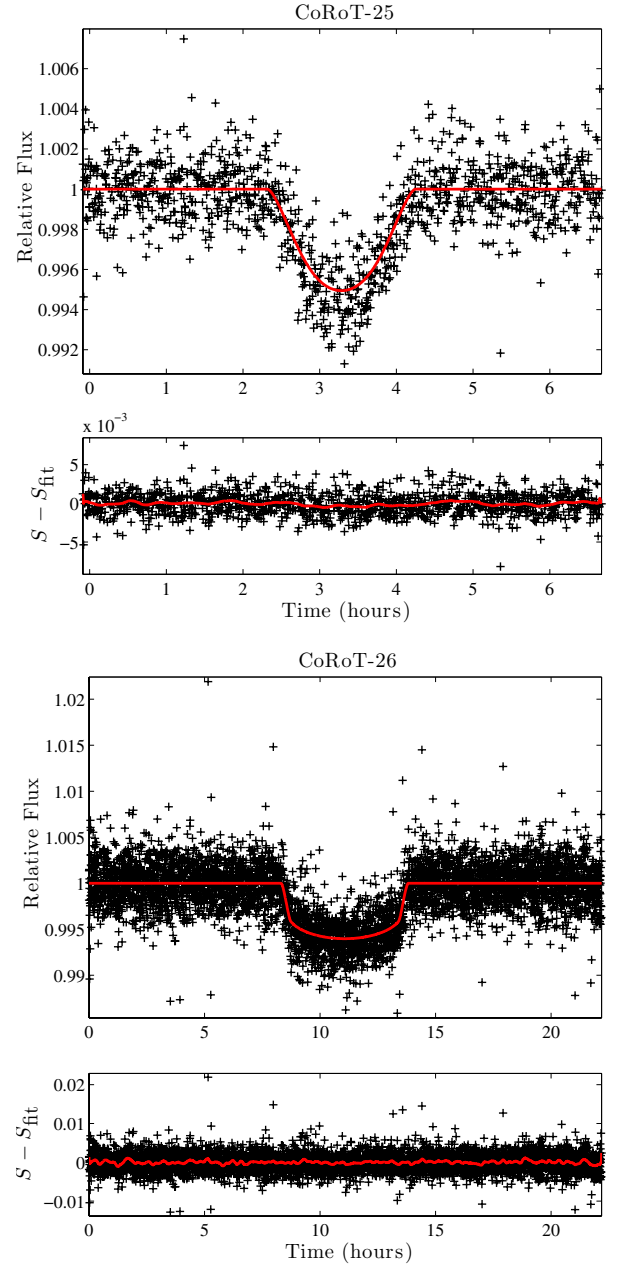 CoRoT-25
1.006
1.004
1.002
1
0.998
0.996
0.994
0.992
Relative Flux
0 1 2 3 4 5 6
x 10⁻³
5
0
−5
S − S_fit
0 1 2 3 4 5 6
Time (hours)
CoRoT-26
1.02
1.015
1.01
1.005
1
0.995
0.99
Relative Flux
0 5 10 15 20
0.02
0.01
0
−0.01
S − S_fit
0 5 10 15 20
Time (hours)